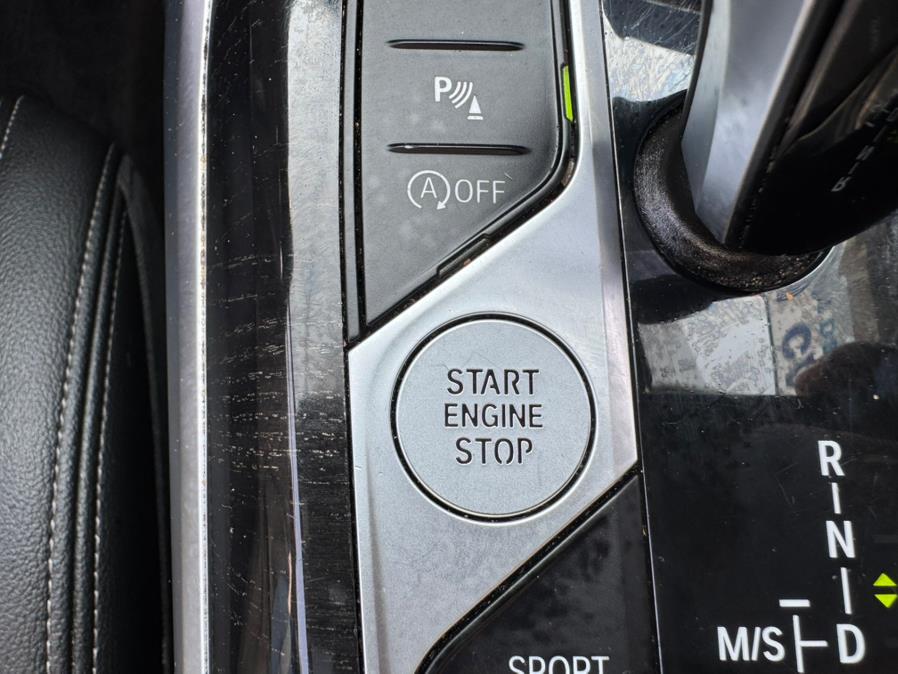 P
A OFF
START
ENGINE
STOP
R
N
M/S D
SPORT